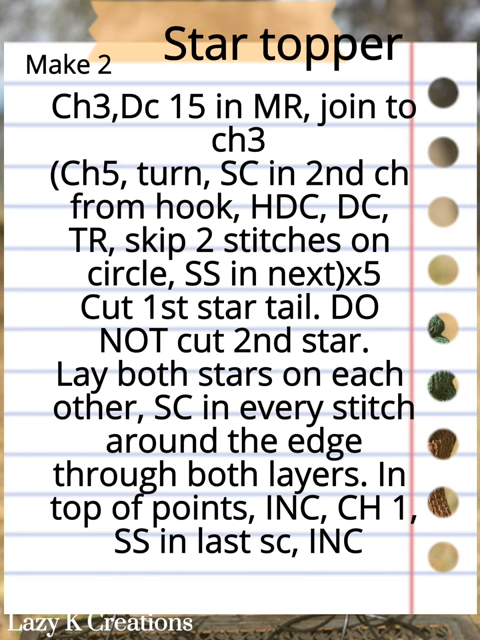 Star topper
Make 2
Ch3,Dc 15 in MR, join to
ch3
(Ch5, turn, SC in 2nd ch
from hook, HDC, DC,
TR, skip 2 stitches on
circle, SS in next)x5
Cut 1st star tail. DO
NOT cut 2nd star.
Lay both stars on each
other, SC in every stitch
around the edge
through both layers. In
top of points, INC, CH 1,
SS in last sc, INC
Lazy K Creations